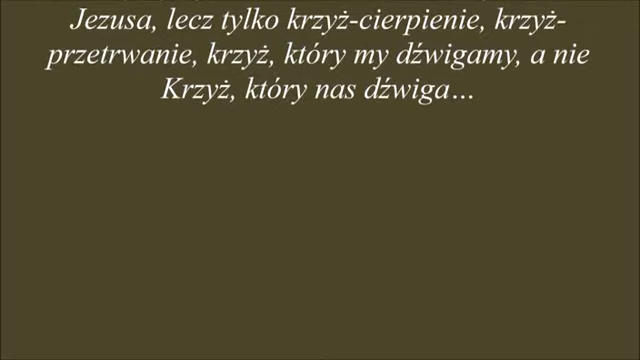 Jezusa, lecz tylko krzyż-cierpienie, krzyż-
przetrwanie, krzyż, który my dźwigamy, a nie
Krzyż, który nas dźwiga…